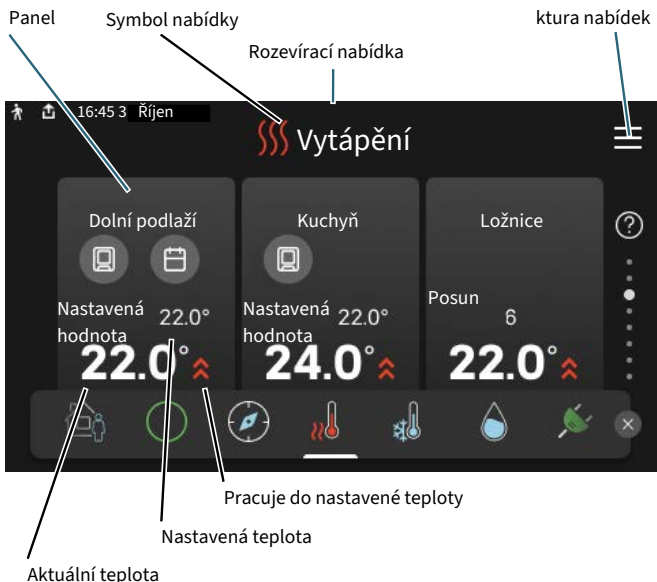 Panel
Symbol nabídky
ktura nabídek
Rozevírací nabídka
16:45 3 Říjen
Vytápění
Dolní podlaží
Kuchyň
Ložnice
Nastavená hodnota 22.0°
Nastavená hodnota 22.0°
Posun 6
22.0°
24.0°
22.0°
Pracuje do nastavené teploty
Nastavená teplota
Aktuální teplota